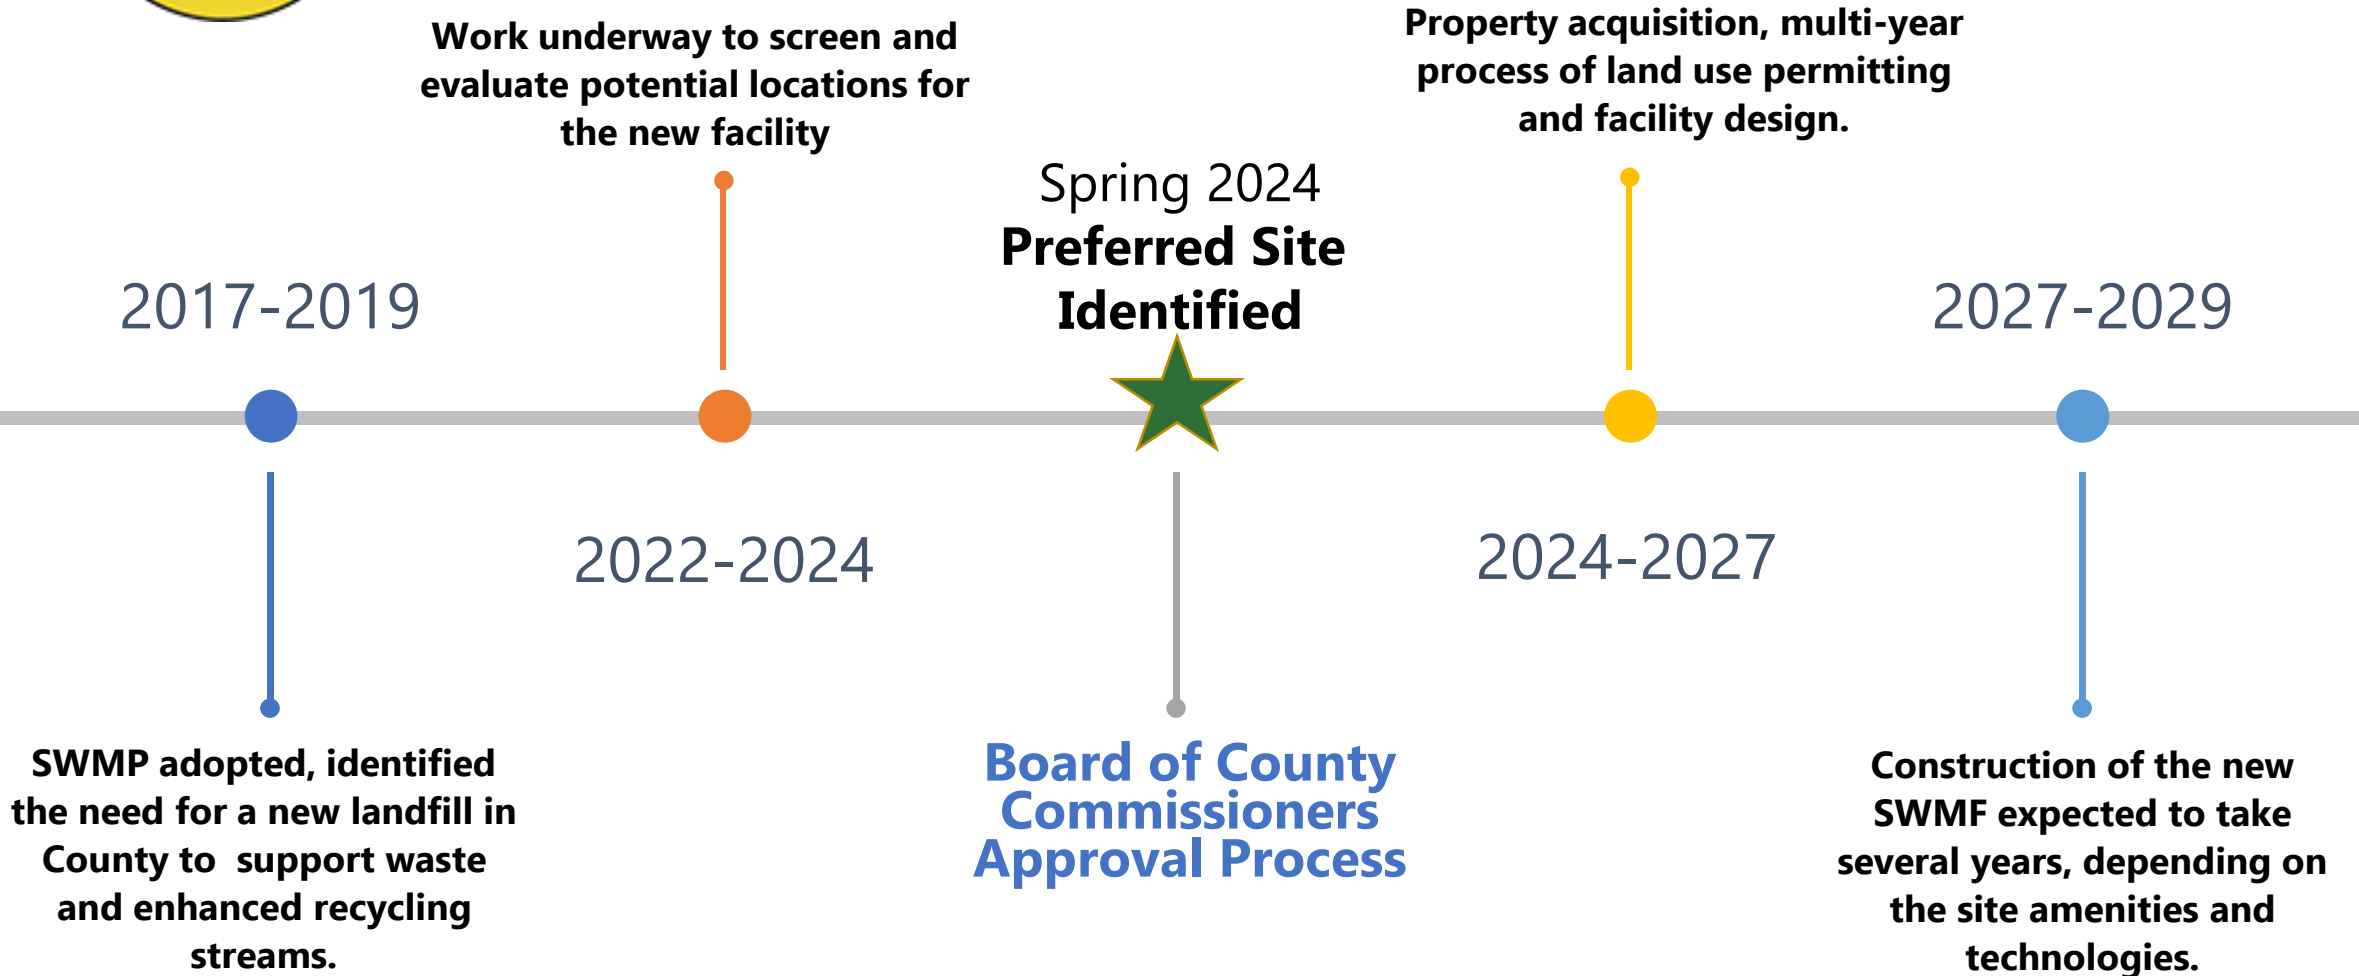 Work underway to screen and
evaluate potential locations for
the new facility
Property acquisition, multi-year
process of land use permitting
and facility design.
Spring 2024
Preferred Site
Identified
2017-2019
2027-2029
2022-2024
2024-2027
SWMP adopted, identified
the need for a new landfill in
County to  support waste
and enhanced recycling
streams.
Board of County
Commissioners
Approval Process
Construction of the new
SWMF expected to take
several years, depending on
the site amenities and
technologies.